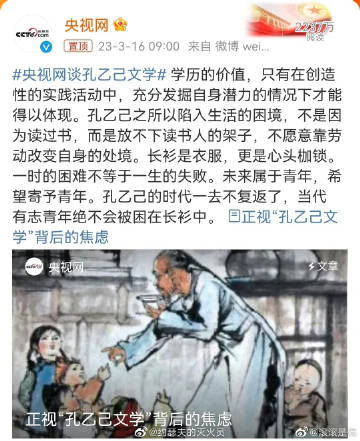 央视网
CCTV.com
2237万
阅读
置顶 23-3-16 09:00 来自 微博 wei...
#央视网谈孔乙己文学# 学历的价值，只有在创造
性的实践活动中，充分发掘自身潜力的情况下才能
得以体现。孔乙己之所以陷入生活的困境，不是因
为读过书，而是放不下读书人的架子，不愿意靠劳
动改变自身的处境。长衫是衣服，更是心头枷锁。
一时的困难不等于一生的失败。未来属于青年，希
望寄予青年。孔乙己的时代一去不复返了，当代
有志青年绝不会被困在长衫中。 正视“孔乙己文
学”背后的焦虑
央视网
文章
正视“孔乙己文学”背后的焦虑